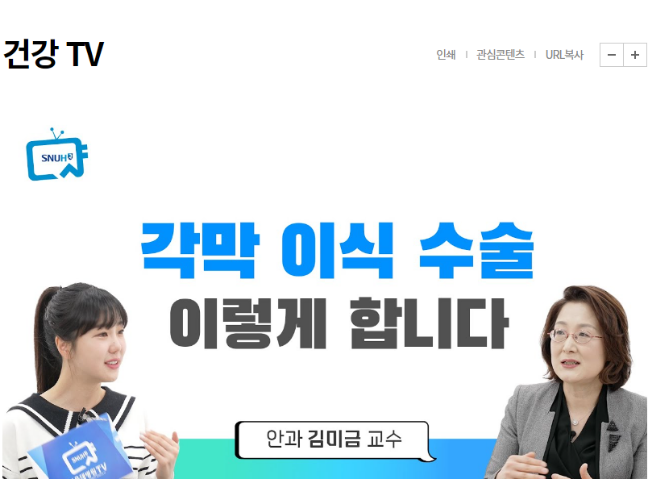 건강 TV
인쇄 | 관심콘텐츠 | URL복사
SNUH
각막 이식 수술
이렇게 합니다
안과 김미금 교수
SNUH